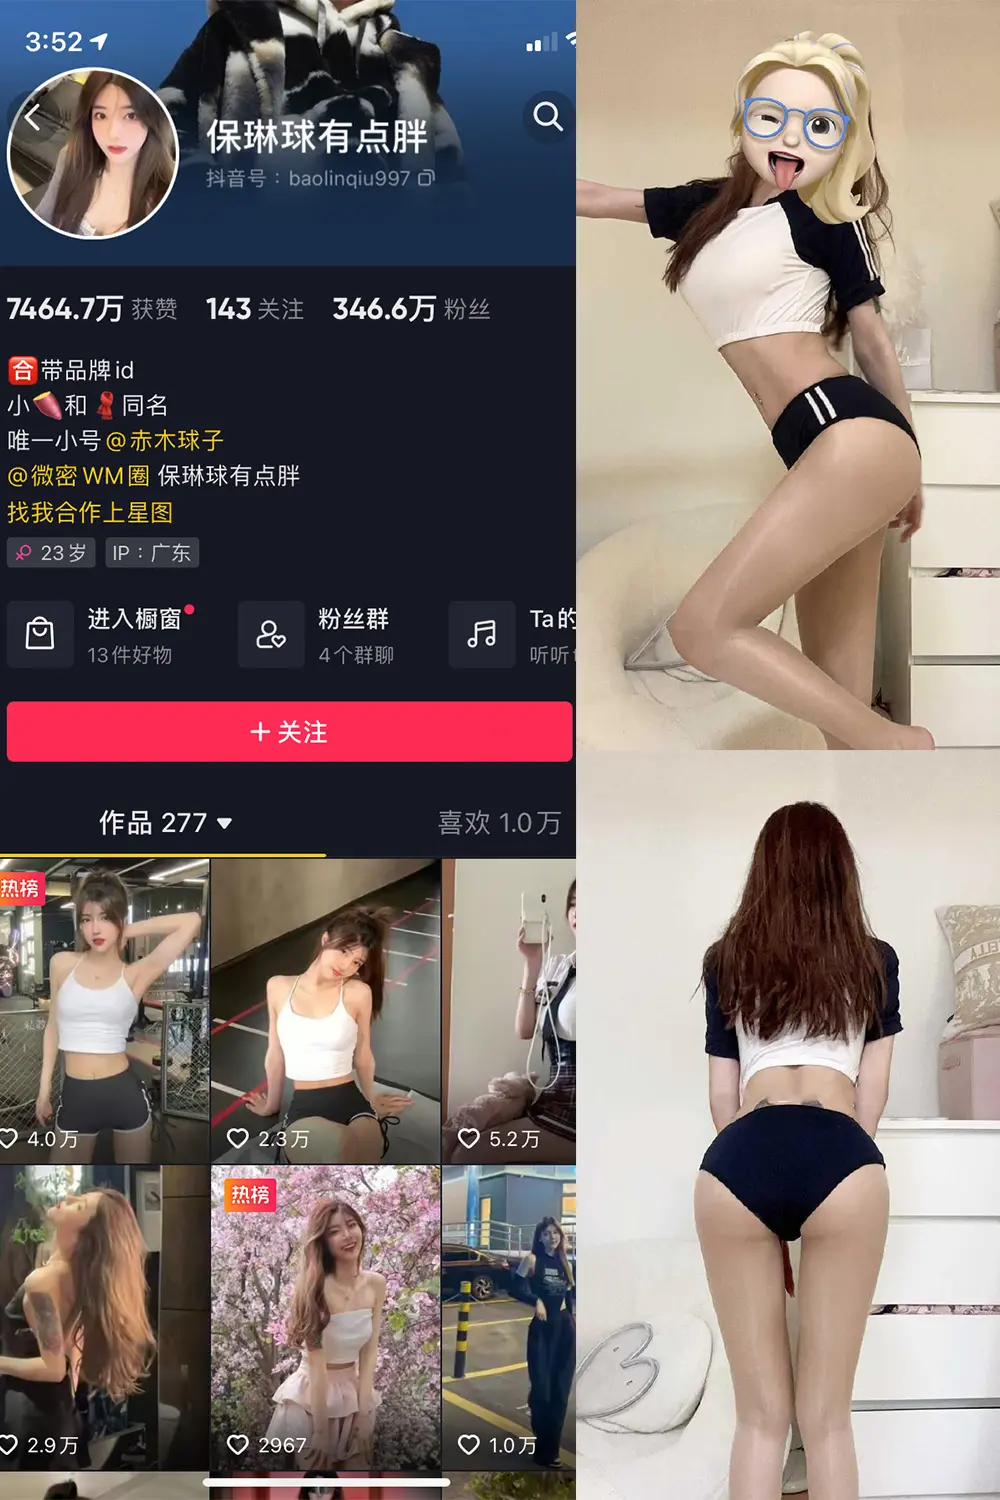 3:52
保琳球有点胖
抖音号：baolinqiu997
7464.7万 获赞 143 关注 346.6万 粉丝
合带品牌id
小🍠和🧣同名
唯一小号@赤木球子
@微密WM圈 保琳球有点胖
找我合作上星图
23岁 IP：广东
进入橱窗
13件好物
粉丝群
4个群聊
Ta的
听听
+ 关注
作品 277
喜欢 1.0万
热榜
4.0万
2.3万
5.2万
热榜
2.9万
2967
1.0万